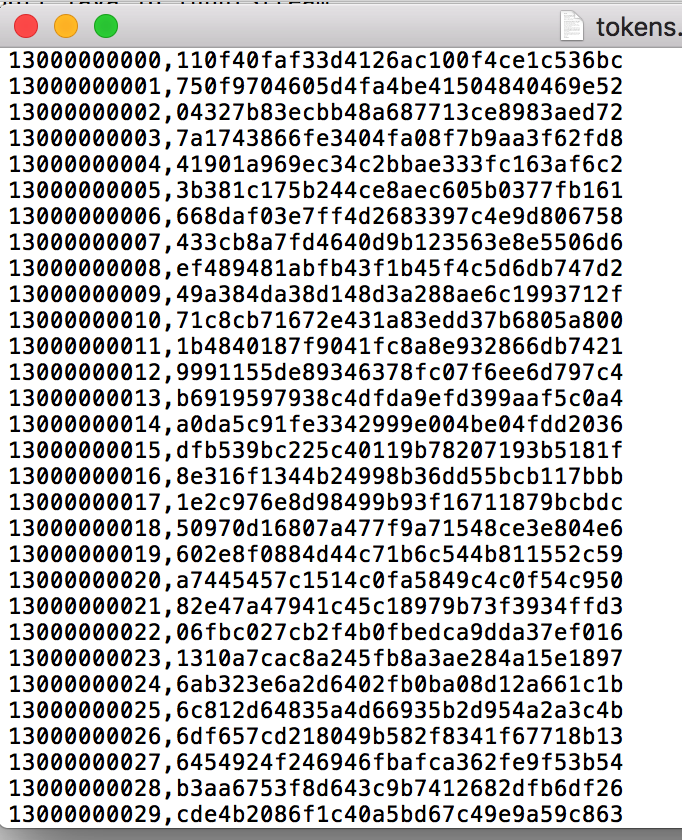 tokens.
13000000000,110f40faf33d4126ac100f4ce1c536bc
13000000001,750f9704605d4fa4be41504840469e52
13000000002,04327b83ecbb48a687713ce8983aed72
13000000003,7a1743866fe3404fa08f7b9aa3f62fd8
13000000004,41901a969ec34c2bbae333fc163af6c2
13000000005,3b381c175b244ce8aec605b0377fb161
13000000006,668daf03e7ff4d2683397c4e9d806758
13000000007,433cb8a7fd4640d9b123563e8e5506d6
13000000008,ef489481abfb43f1b45f4c5d6db747d2
13000000009,49a384da38d148d3a288ae6c1993712f
13000000010,71c8cb71672e431a83edd37b6805a800
13000000011,1b4840187f9041fc8a8e932866db7421
13000000012,9991155de89346378fc07f6ee6d797c4
13000000013,b6919597938c4dfda9efd399aaf5c0a4
13000000014,a0da5c91fe3342999e004be04fdd2036
13000000015,dfb539bc225c40119b78207193b5181f
13000000016,8e316f1344b24998b36dd55bcb117bbb
13000000017,1e2c976e8d98499b93f16711879bcbdc
13000000018,50970d16807a477f9a71548ce3e804e6
13000000019,602e8f0884d44c71b6c544b811552c59
13000000020,a7445457c1514c0fa5849c4c0f54c950
13000000021,82e47a47941c45c18979b73f3934ffd3
13000000022,06fbc027cb2f4b0fbedca9dda37ef016
13000000023,1310a7cac8a245fb8a3ae284a15e1897
13000000024,6ab323e6a2d6402fb0ba08d12a661c1b
13000000025,6c812d64835a4d66935b2d954a2a3c4b
13000000026,6df657cd218049b582f8341f67718b13
13000000027,6454924f246946fbafca362fe9f53b54
13000000028,b3aa6753f8d643c9b7412682dfb6df26
13000000029,cde4b2086f1c40a5bd67c49e9a59c863